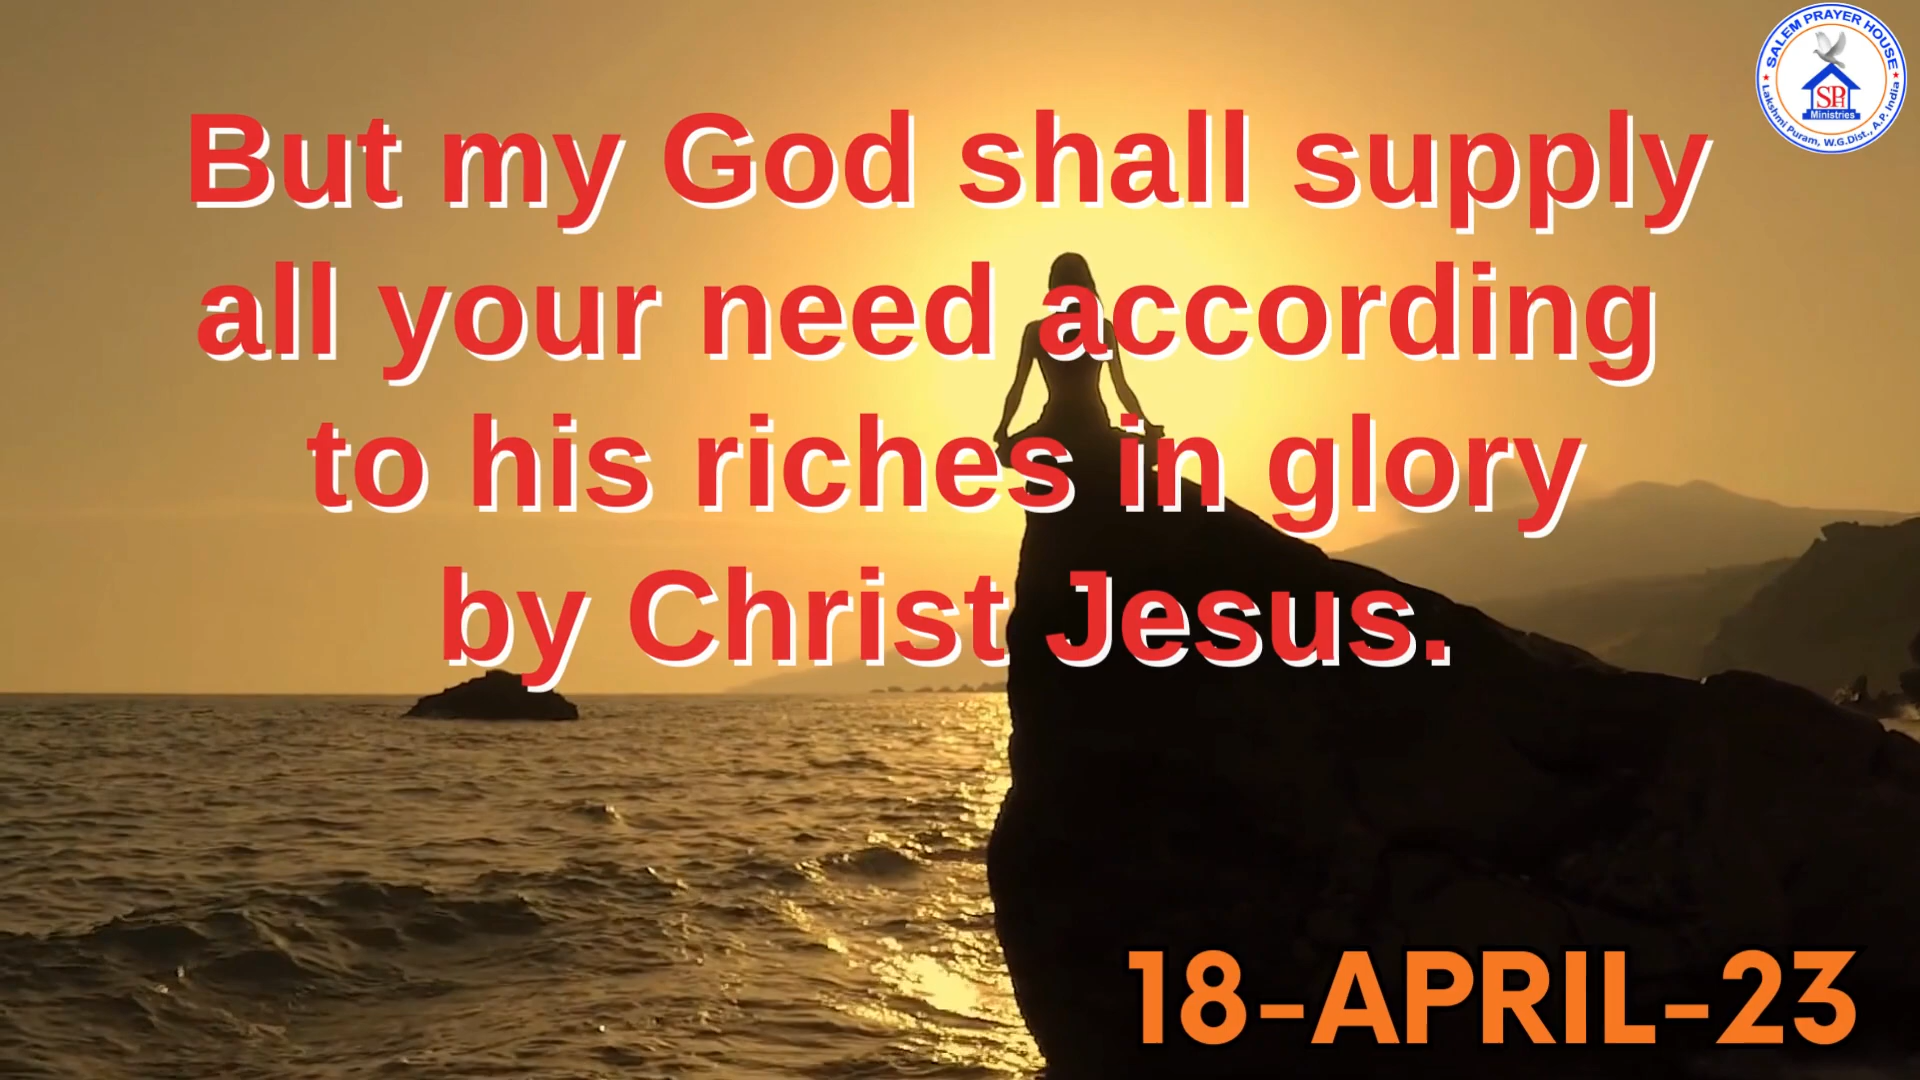 SALEM PRAYER HOUSE
SPH
Ministries
Lakshmi Puram, W.G.Dist., A.P. India
But my God shall supply
all your need according
to his riches in glory
by Christ Jesus.
18-APRIL-23